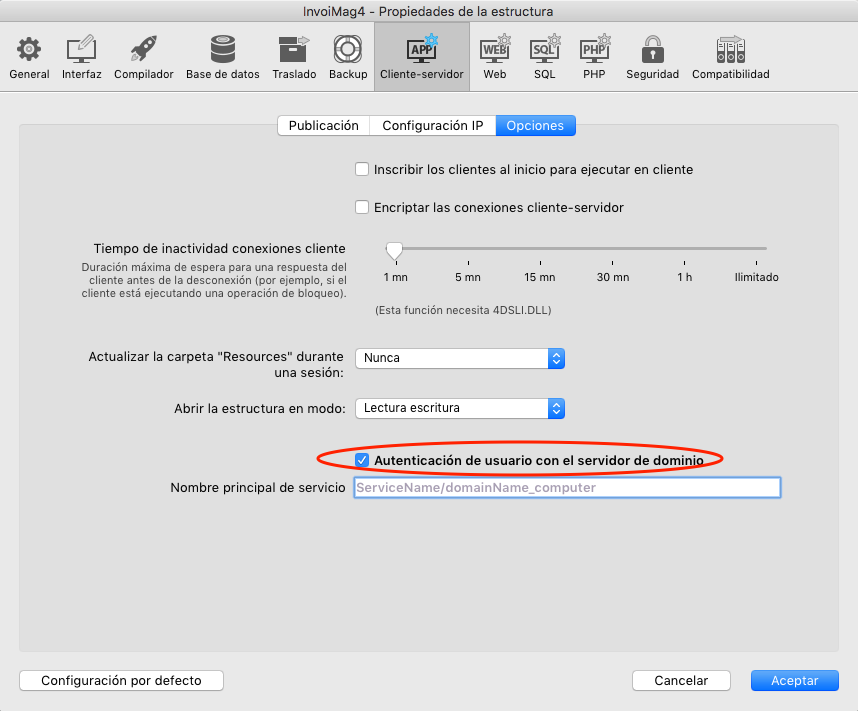 InvoiMag4 - Propiedades de la estructura
General
Interfaz
Compilador
Base de datos
Traslado
Backup
APP
Cliente-servidor
WEB
Web
SQL
SQL
PHP
PHP
Seguridad
Compatibilidad
Publicación
Configuración IP
Opciones
Inscribir los clientes al inicio para ejecutar en cliente
Encriptar las conexiones cliente-servidor
Tiempo de inactividad conexiones cliente
Duración máxima de espera para una respuesta del
cliente antes de la desconexión (por ejemplo, si el
cliente está ejecutando una operación de bloqueo).
1 mn
5 mn
15 mn
30 mn
1 h
Ilimitado
(Esta función necesita 4DSLI.DLL)
Actualizar la carpeta "Resources" durante
una sesión:
Nunca
Abrir la estructura en modo:
Lectura escritura
Autenticación de usuario con el servidor de dominio
Nombre principal de servicio
ServiceName/domainName_computer
Configuración por defecto
Cancelar
Aceptar